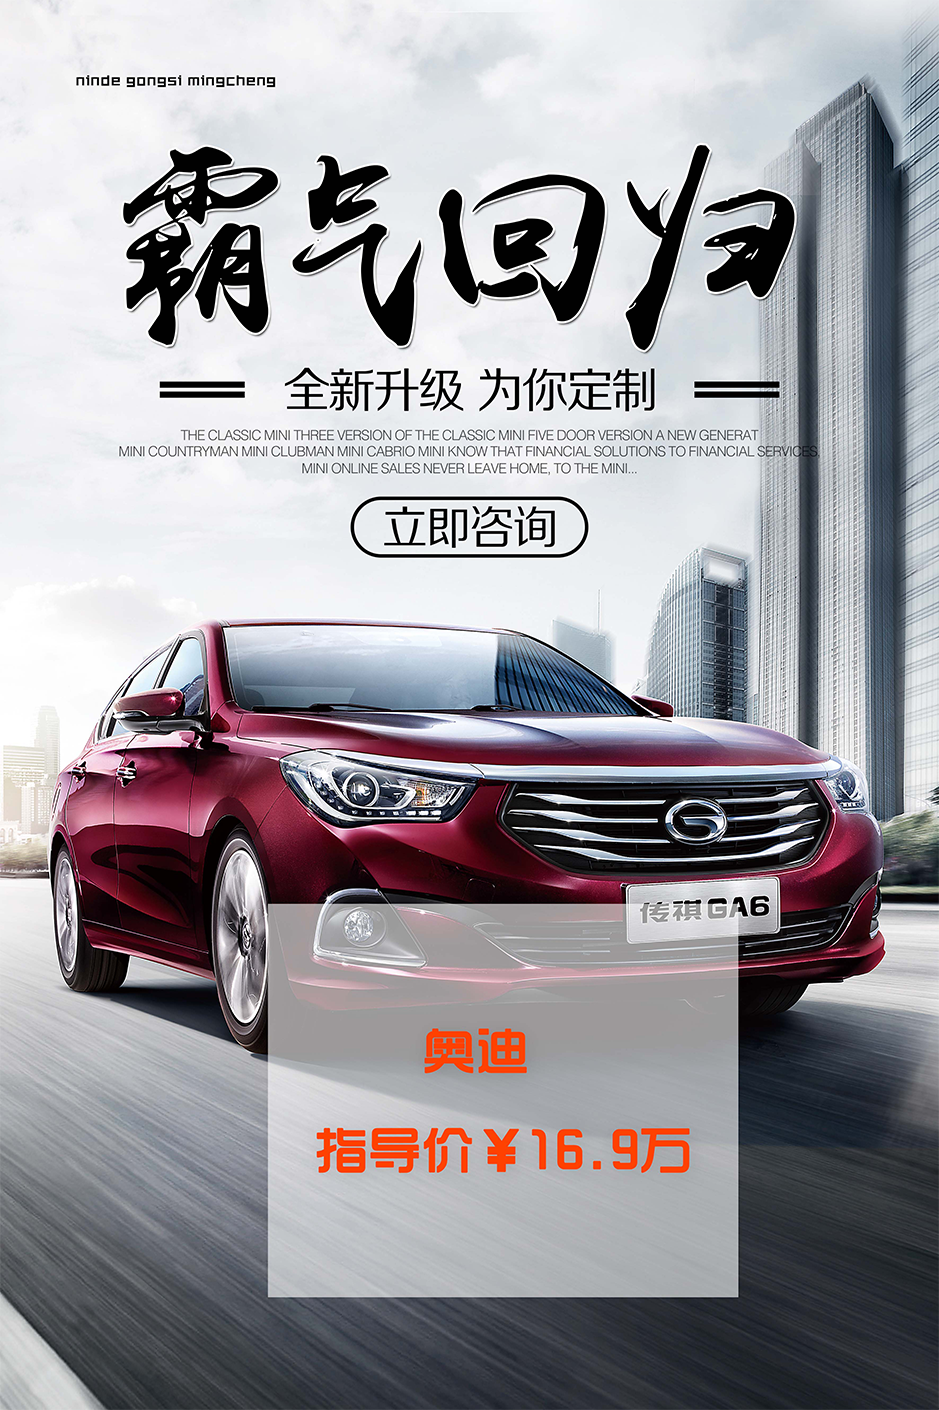 ninde gongsi mingcheng
霸气回归
全新升级 为你定制
THE CLASSIC MINI THREE VERSION OF THE CLASSIC MINI FIVE DOOR VERSION A NEW GENERAT
MINI COUNTRYMAN MINI CLUBMAN MINI CABRIO MINI KNOW THAT FINANCIAL SOLUTIONS TO FINANCIAL SERVICES,
MINI ONLINE SALES NEVER LEAVE HOME, TO THE MINI...
立即咨询
传祺GA6
奥迪
指导价￥16.9万